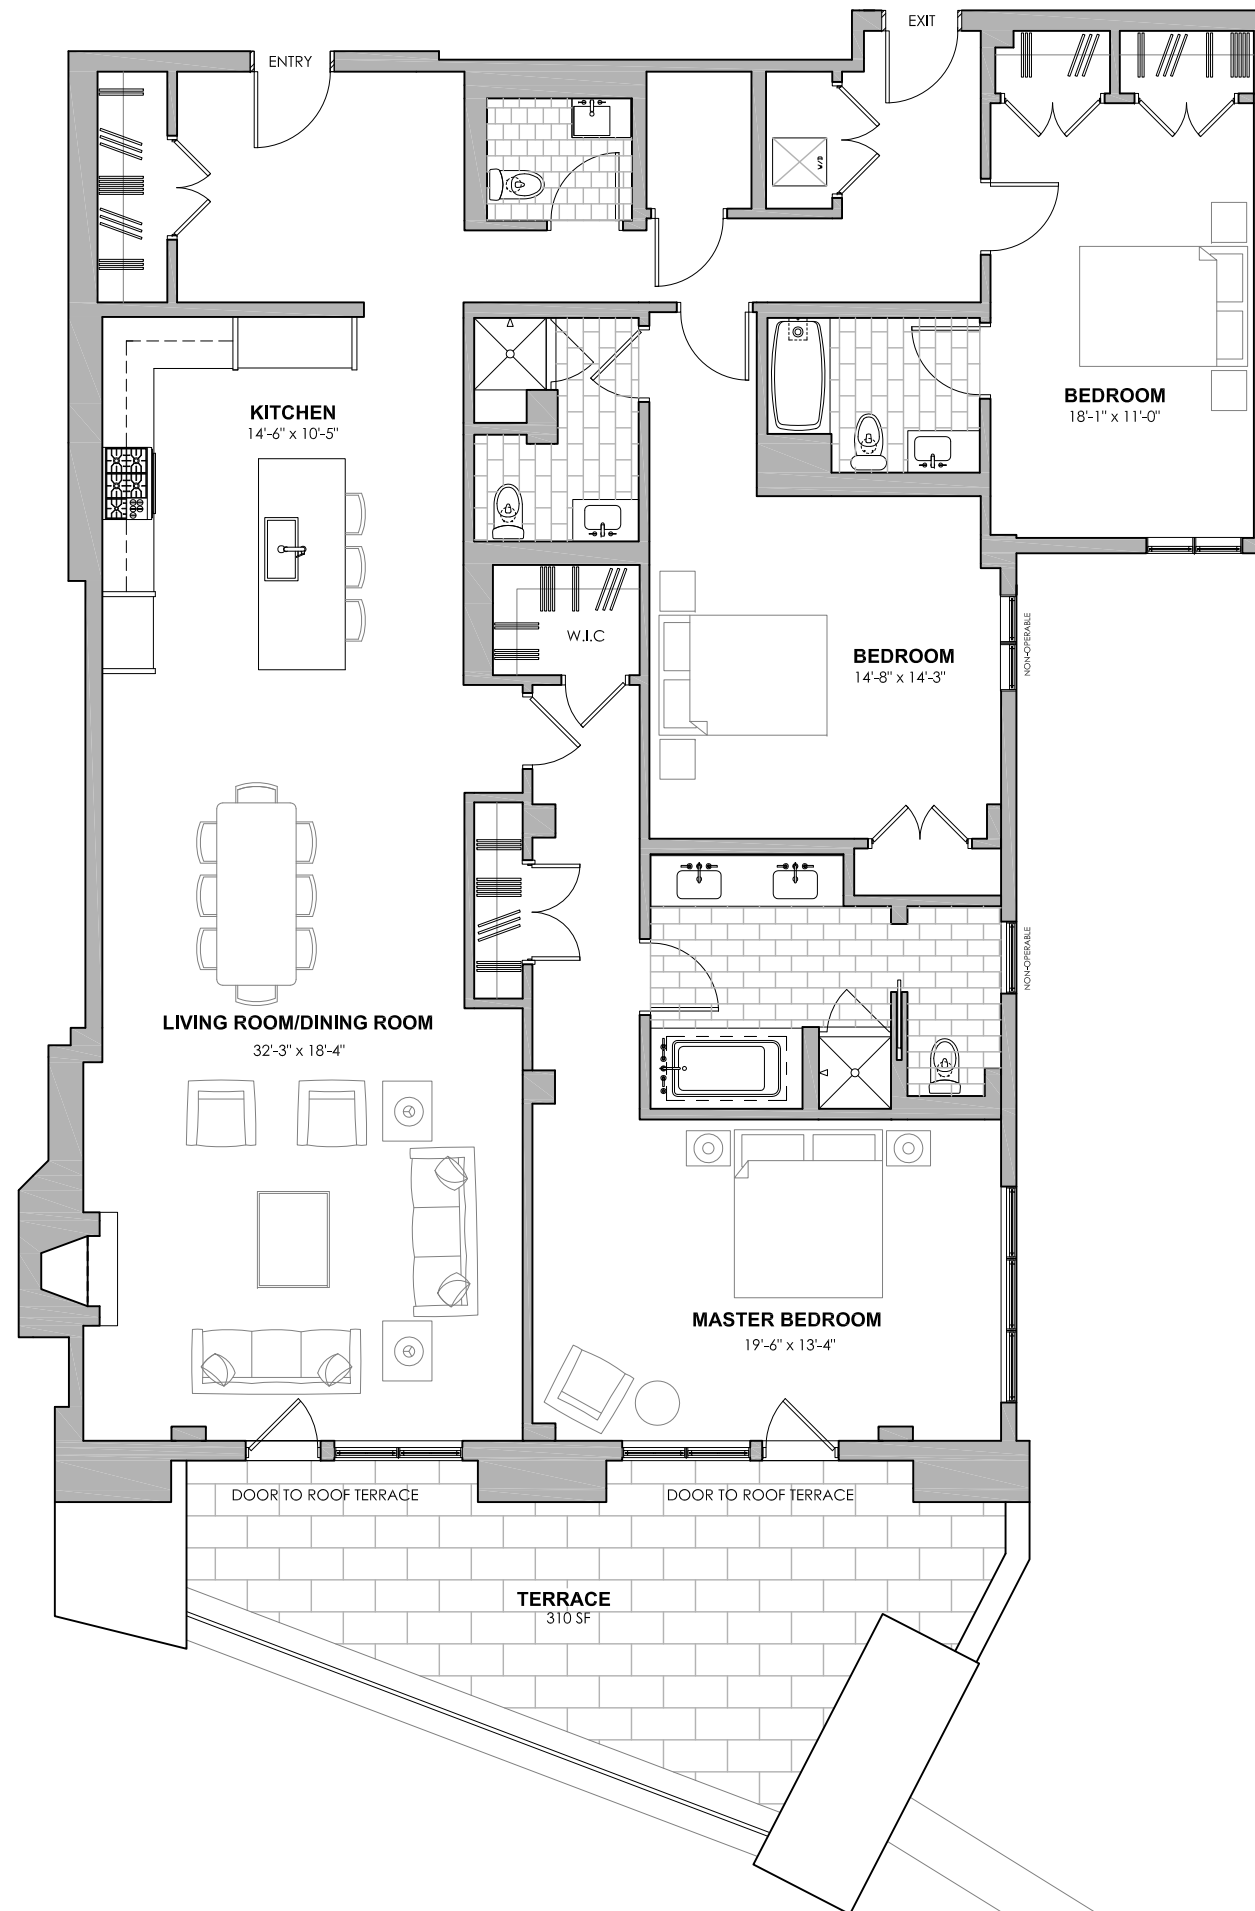 EXIT
ENTRY
W/D
KITCHEN
14'-6" x 10'-5"
BEDROOM
18'-1" x 11'-0"
W.I.C
BEDROOM
14'-8" x 14'-3"
NON-OPERABLE
NON-OPERABLE
LIVING ROOM/DINING ROOM
32'-3" x 18'-4"
MASTER BEDROOM
19'-6" x 13'-4"
DOOR TO ROOF TERRACE
DOOR TO ROOF TERRACE
TERRACE
310 SF